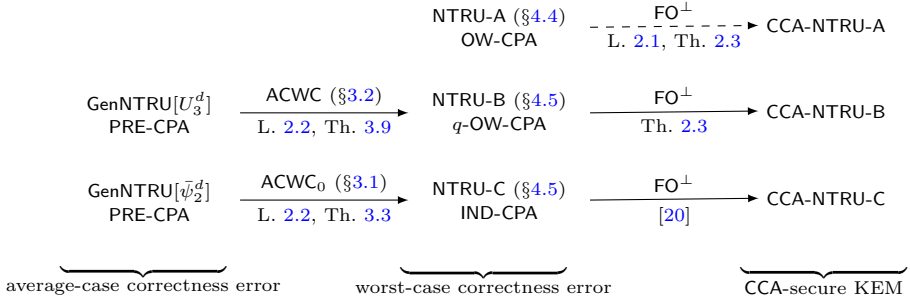 NTRU-A (§4.4)
OW-CPA
FO⊥
L. 2.1, Th. 2.3
CCA-NTRU-A
GenNTRU[U₃ᵈ]
PRE-CPA
ACWC (§3.2)
L. 2.2, Th. 3.9
NTRU-B (§4.5)
q-OW-CPA
FO⊥
Th. 2.3
CCA-NTRU-B
GenNTRU[ψ̄₂ᵈ]
PRE-CPA
ACWC₀ (§3.1)
L. 2.2, Th. 3.3
NTRU-C (§4.5)
IND-CPA
FO⊥
[20]
CCA-NTRU-C
average-case correctness error
worst-case correctness error
CCA-secure KEM